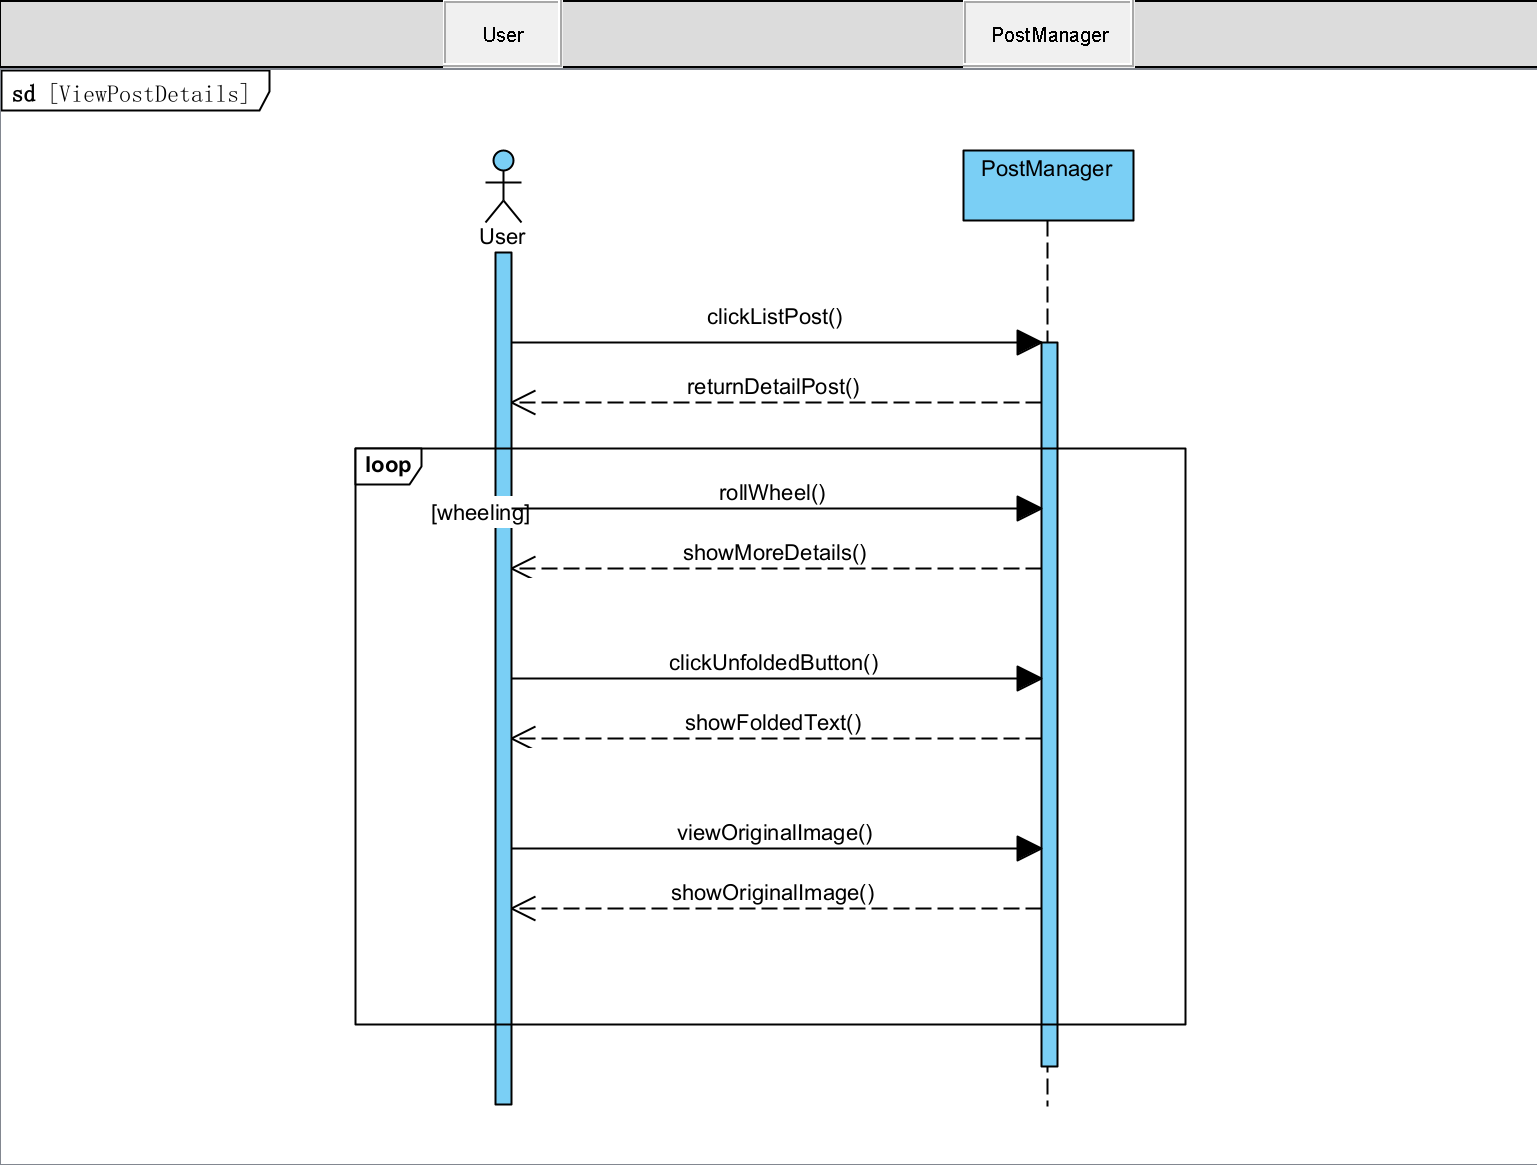 User
PostManager
sd [ViewPostDetails]
PostManager
User
clickListPost()
returnDetailPost()
loop
rollWheel()
[wheeling]
showMoreDetails()
clickUnfoldedButton()
showFoldedText()
viewOriginalImage()
showOriginalImage()